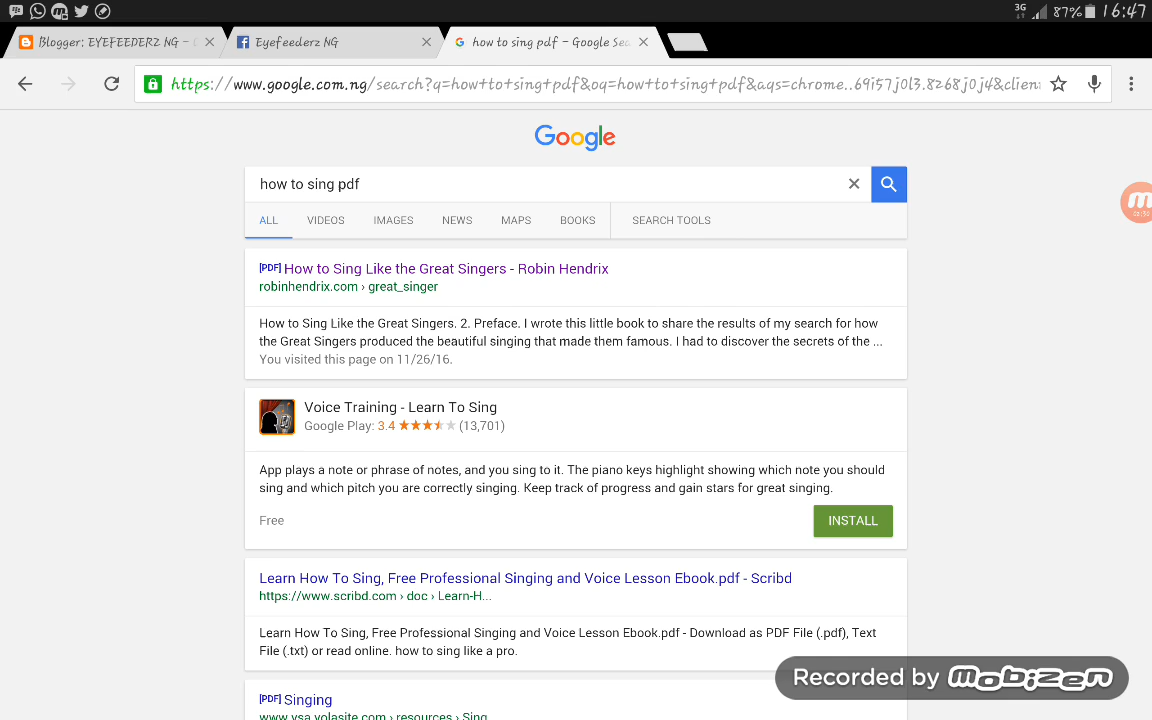 3G 87% 16:47
Blogger: EYEFEEDERZ NG -
Eyefeederz NG
how to sing pdf - Google Sea
https://www.google.com.ng/search?q=how+to+sing+pdf&oq=how+to+sing+pdf&aqs=chrome..69i57j0l3.8268j0j4&client
Google
how to sing pdf
ALL VIDEOS IMAGES NEWS MAPS BOOKS SEARCH TOOLS
[PDF] How to Sing Like the Great Singers - Robin Hendrix
robinhendrix.com › great_singer
How to Sing Like the Great Singers. 2. Preface. I wrote this little book to share the results of my search for how
the Great Singers produced the beautiful singing that made them famous. I had to discover the secrets of the ...
You visited this page on 11/26/16.
Voice Training - Learn To Sing
Google Play: 3.4 (13,701)
App plays a note or phrase of notes, and you sing to it. The piano keys highlight showing which note you should
sing and which pitch you are correctly singing. Keep track of progress and gain stars for great singing.
Free
INSTALL
Learn How To Sing, Free Professional Singing and Voice Lesson Ebook.pdf - Scribd
https://www.scribd.com › doc › Learn-H...
Learn How To Sing, Free Professional Singing and Voice Lesson Ebook.pdf - Download as PDF File (.pdf), Text
File (.txt) or read online. how to sing like a pro.
Recorded by mobizen
[PDF] Singing
www.vsa.volasite.com › resources › Sing